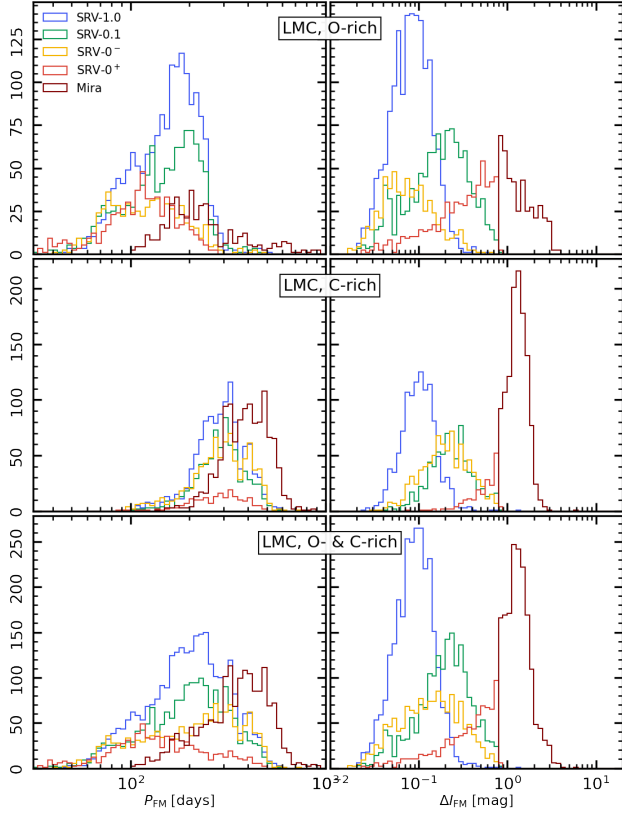 LMC, O-rich
SRV-1.0
SRV-0.1
SRV-0⁻
SRV-0⁺
Mira
125
100
75
50
25
0
LMC, C-rich
200
150
100
50
0
LMC, O- & C-rich
250
200
150
100
50
0
10² 10⁻¹ 10⁰ 10¹
P_FM [days] ΔI_FM [mag]